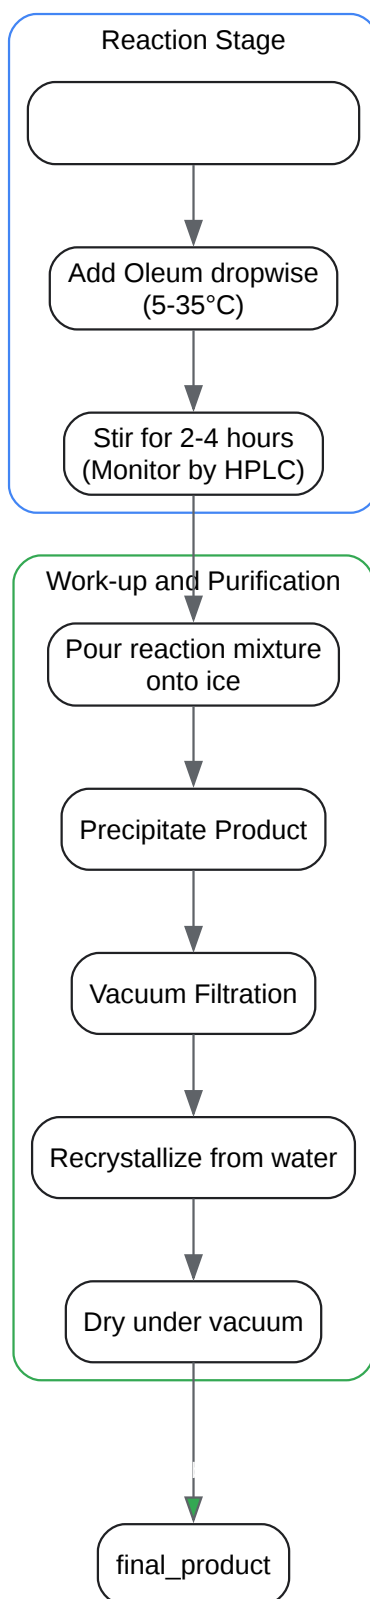 Reaction Stage
Add Oleum dropwise
(5-35°C)
Stir for 2-4 hours
(Monitor by HPLC)
Work-up and Purification
Pour reaction mixture
onto ice
Precipitate Product
Vacuum Filtration
Recrystallize from water
Dry under vacuum
final_product